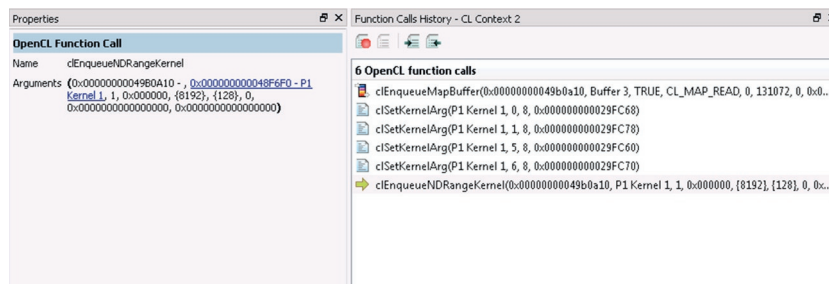 Properties
OpenCL Function Call
Name clEnqueueNDRangeKernel
Arguments (0x00000000049B0A10 - , 0x000000000048F6F0 - P1
Kernel 1, 1, 0x000000, {8192}, {128}, 0,
0x0000000000000000, 0x0000000000000000)
Function Calls History - CL Context 2
6 OpenCL function calls
clEnqueueMapBuffer(0x00000000049b0a10, Buffer 3, TRUE, CL_MAP_READ, 0, 131072, 0, 0x0...
clSetKernelArg(P1 Kernel 1, 0, 8, 0x000000000029FC68)
clSetKernelArg(P1 Kernel 1, 1, 8, 0x000000000029FC78)
clSetKernelArg(P1 Kernel 1, 5, 8, 0x000000000029FC60)
clSetKernelArg(P1 Kernel 1, 6, 8, 0x000000000029FC70)
clEnqueueNDRangeKernel(0x00000000049b0a10, P1 Kernel 1, 1, 0x000000, {8192}, {128}, 0, 0x...